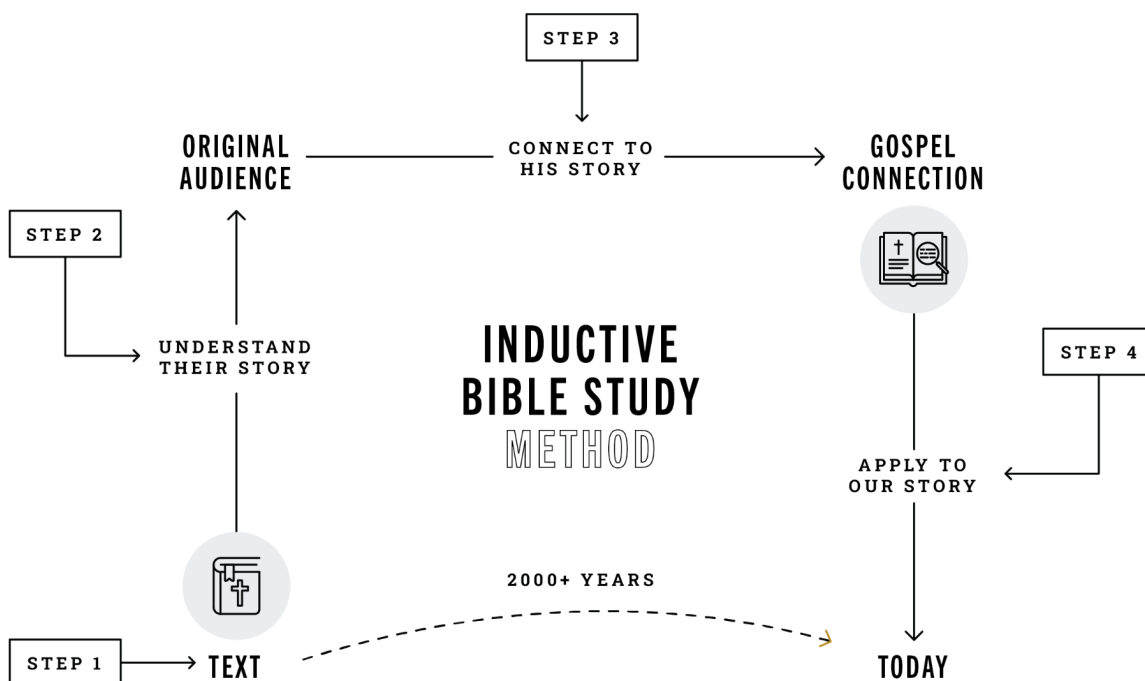 STEP 3
ORIGINAL
AUDIENCE
CONNECT TO
HIS STORY
GOSPEL
CONNECTION
STEP 2
UNDERSTAND
THEIR STORY
INDUCTIVE
BIBLE STUDY
METHOD
STEP 4
APPLY TO
OUR STORY
2000+ YEARS
STEP 1
TEXT
TODAY